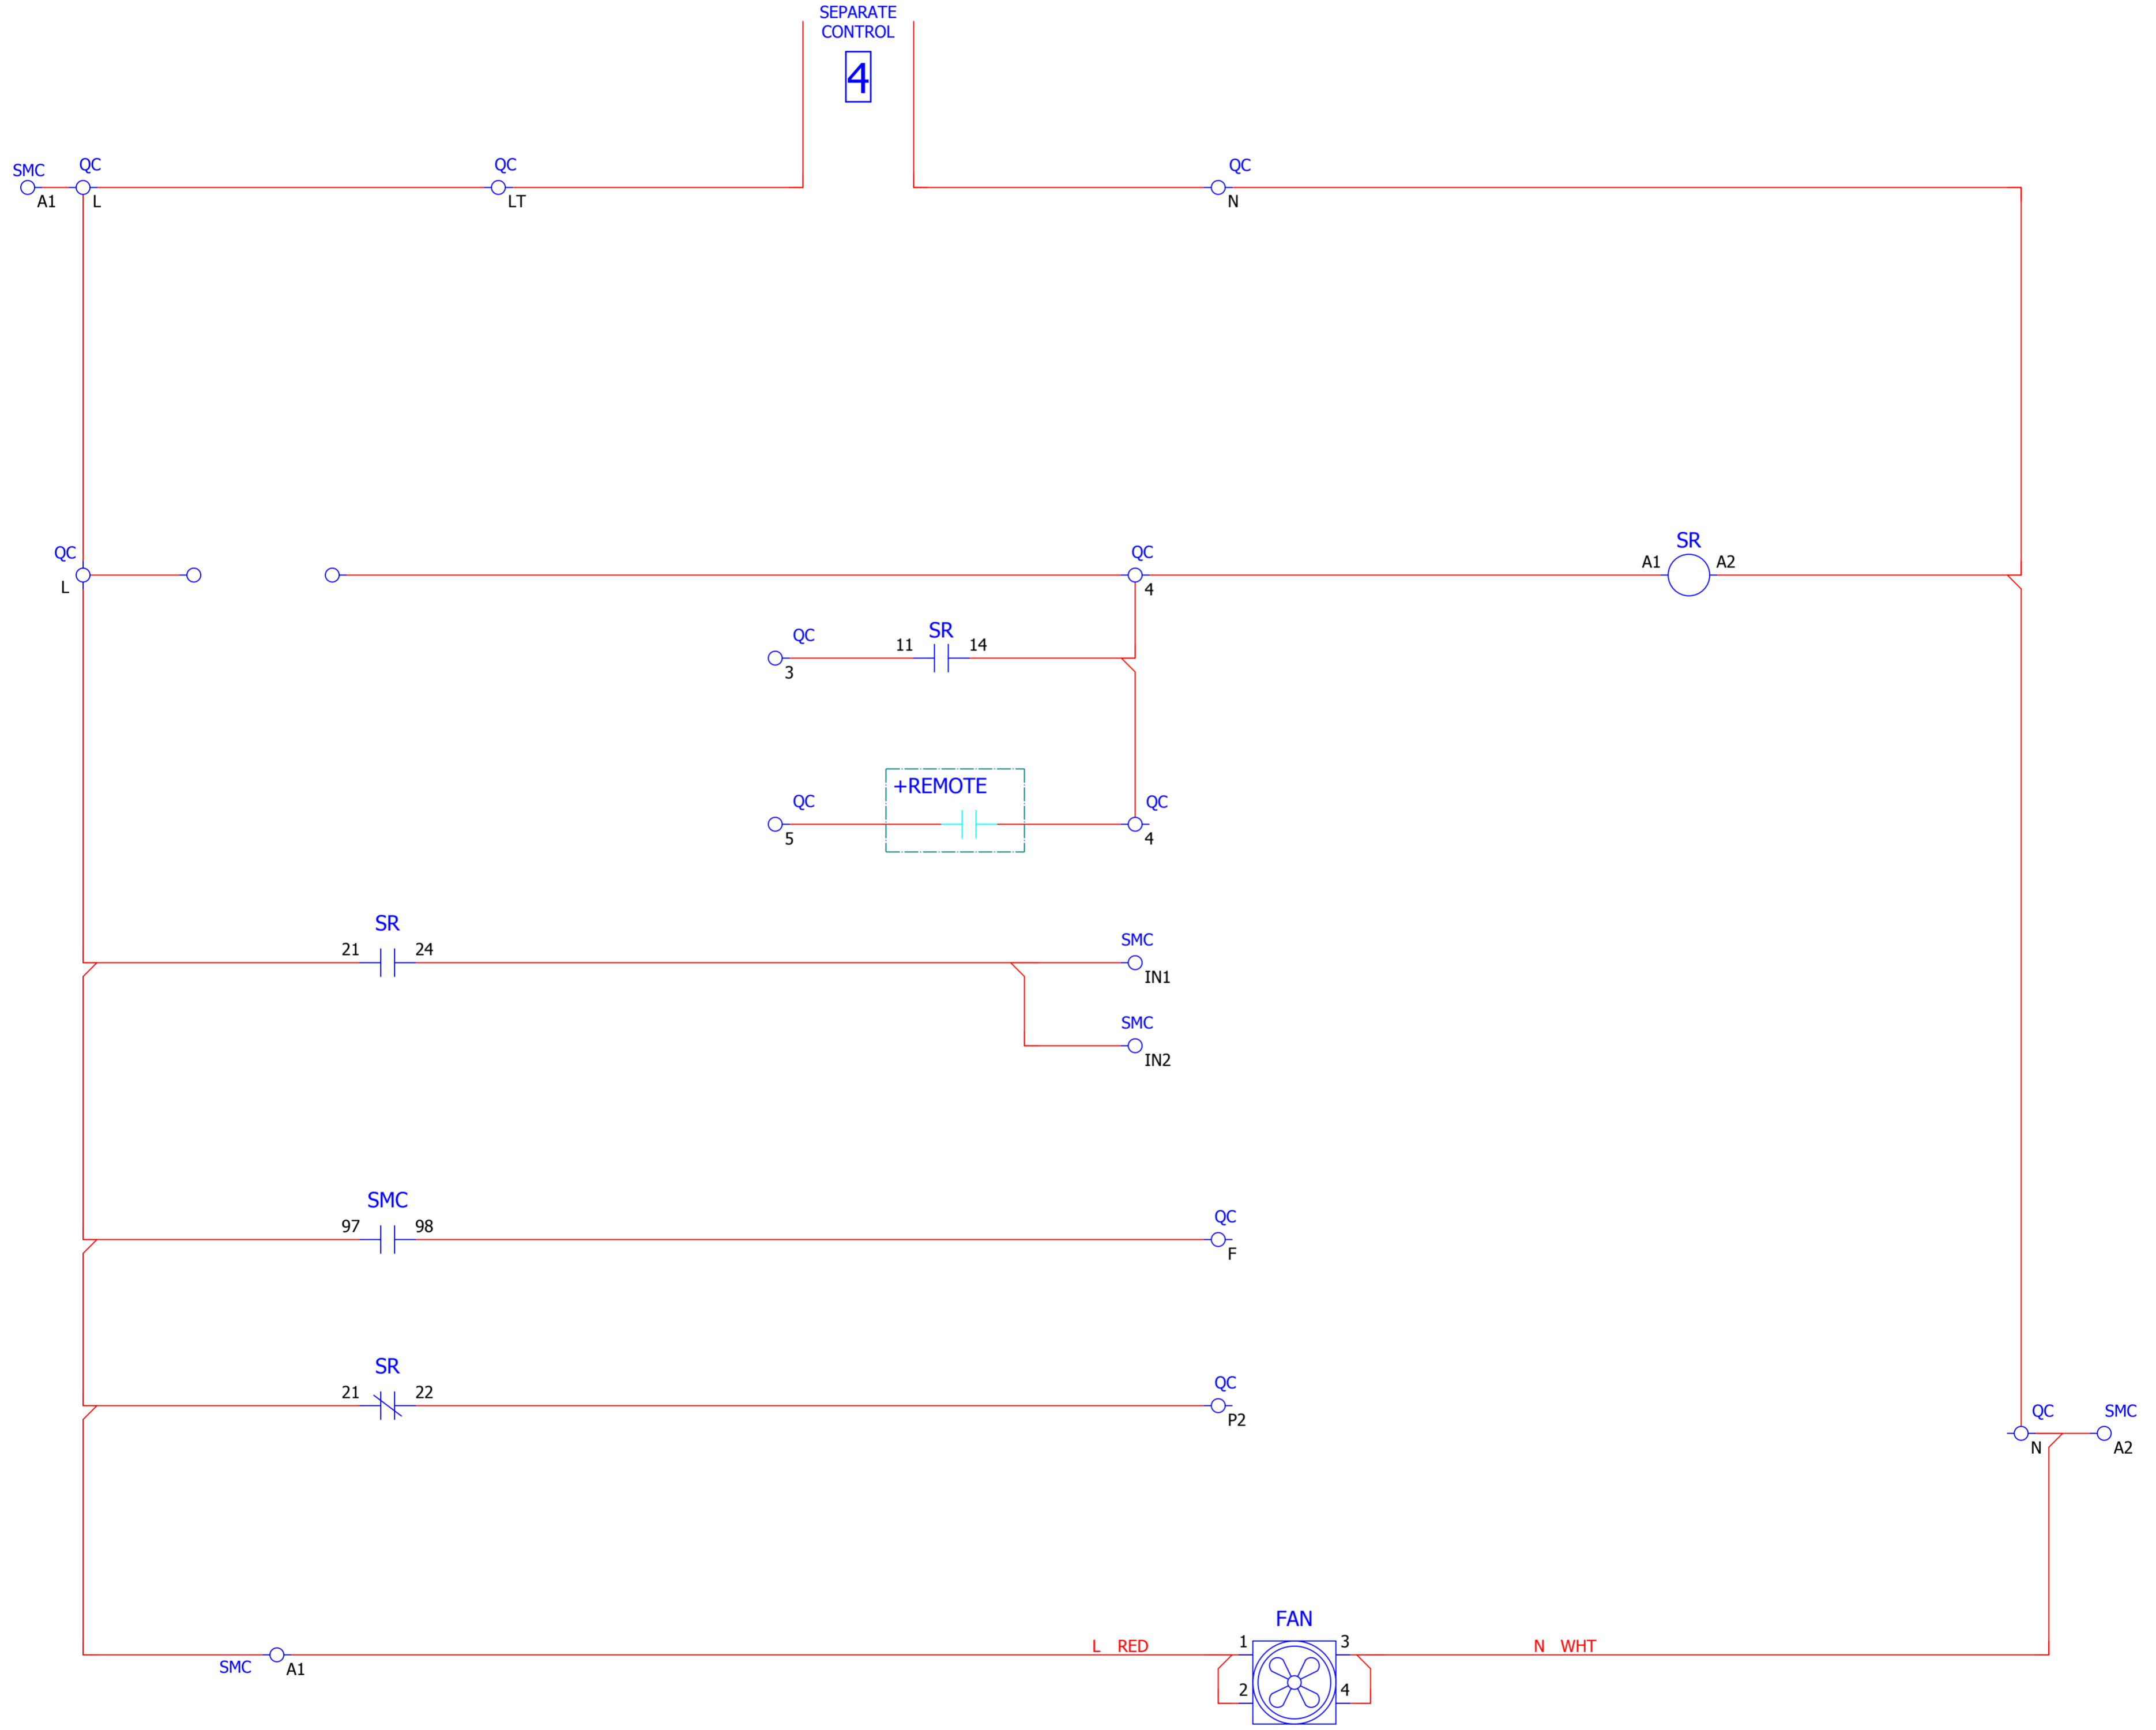 SEPARATE
CONTROL
4
SMC
A1
QC
L
QC
LT
QC
N
QC
L
QC
4
SR
A1
A2
QC
3
SR
11
14
+REMOTE
QC
5
QC
4
SR
21
24
SMC
IN1
SMC
IN2
SMC
97
98
QC
F
SR
21
22
QC
P2
QC
N
SMC
A2
FAN
SMC
A1
L RED
1
3
N WHT
2
4